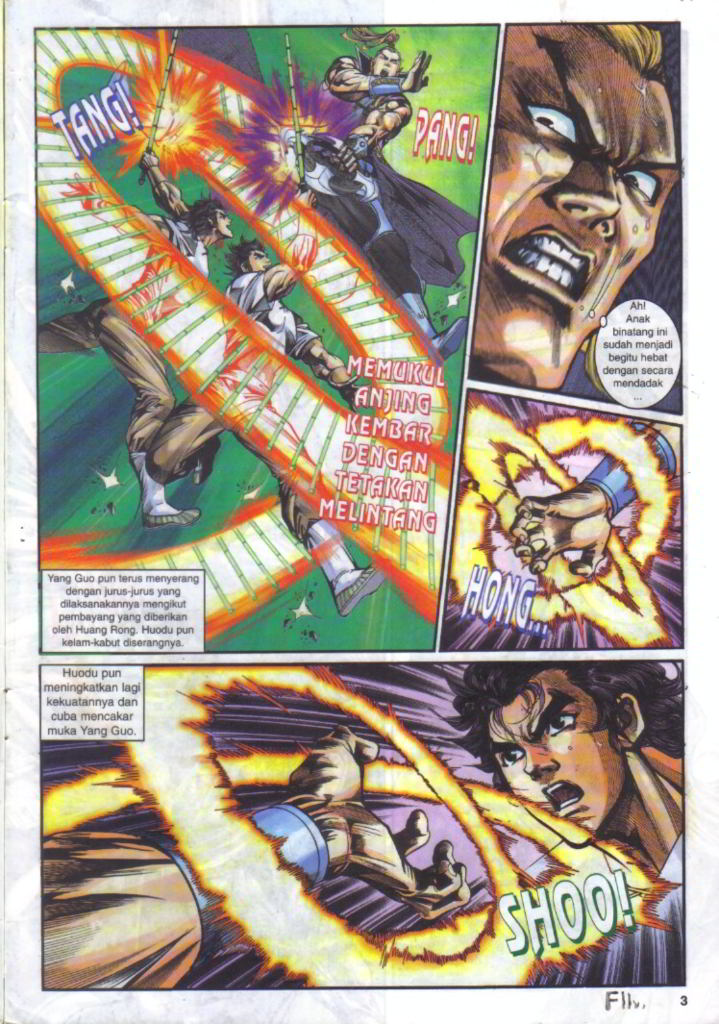 TANG!
PANG!
MEMUKUL
ANJING
KEMBAR
DENGAN
TETAKAN
MELINTANG
Yang Guo pun terus menyerang
dengan jurus-jurus yang
dilaksanakannya mengikut
pembayang yang diberikan
oleh Huang Rong. Huodu pun
kelam-kabut diserangnya.
Ah!
Anak
binatang ini
sudah menjadi
begitu hebat
dengan secara
mendadak
...
HONG...
Huodu pun
meningkatkan lagi
kekuatannya dan
cuba mencakar
muka Yang Guo.
SHOO!
3